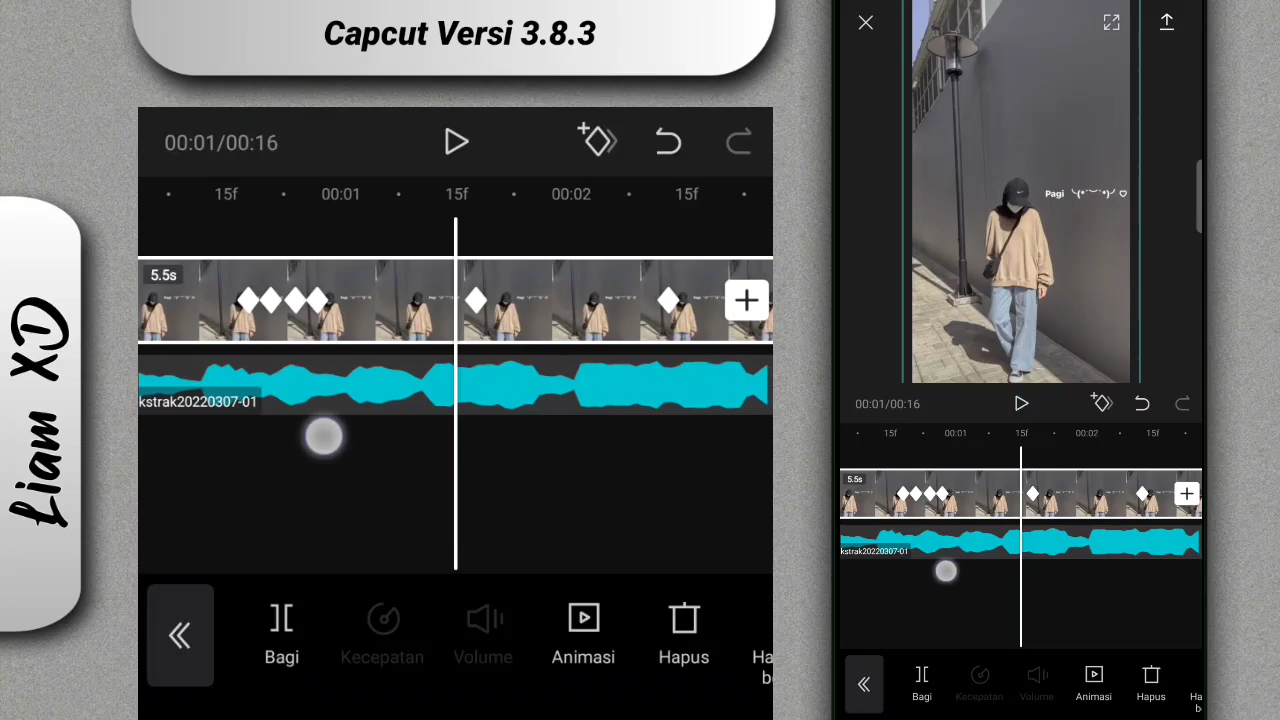 Capcut Versi 3.8.3
Liam XD
00:01/00:16
15f
00:01
15f
00:02
15f
5.5s
kstrak20220307-01
Bagi
Kecepatan
Volume
Animasi
Hapus
Ha
b
Pagi
00:01/00:16
15f
00:01
15f
00:02
15f
5.5s
kstrak20220307-01
Bagi
Kecepatan
Volume
Animasi
Hapus
Ha
b